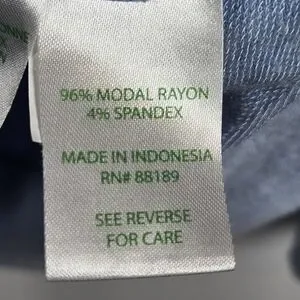 96% MODAL RAYON
4% SPANDEX
MADE IN INDONESIA
RN# 88189
SEE REVERSE
FOR CARE